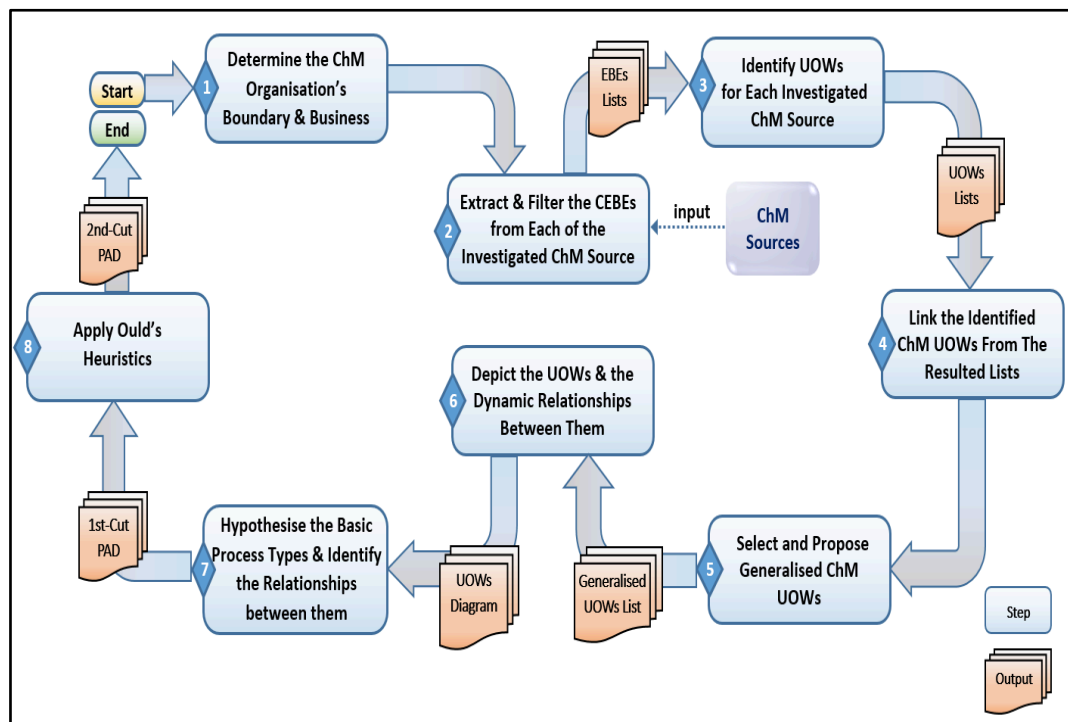 Start
End
1
Determine the ChM
Organisation's
Boundary & Business
2
Extract & Filter the CEBEs
from Each of the
Investigated ChM Source
input
ChM
Sources
EBEs
Lists
3
Identify UOWs
for Each Investigated
ChM Source
UOWs
Lists
4
Link the Identified
ChM UOWs From The
Resulted Lists
5
Select and Propose
Generalised ChM
UOWs
Generalised
UOWs List
6
Depict the UOWs & the
Dynamic Relationships
Between Them
UOWs
Diagram
7
Hypothesise the Basic
Process Types & Identify
the Relationships
between them
1st-Cut
PAD
8
Apply Ould's
Heuristics
2nd-Cut
PAD
Step
Output